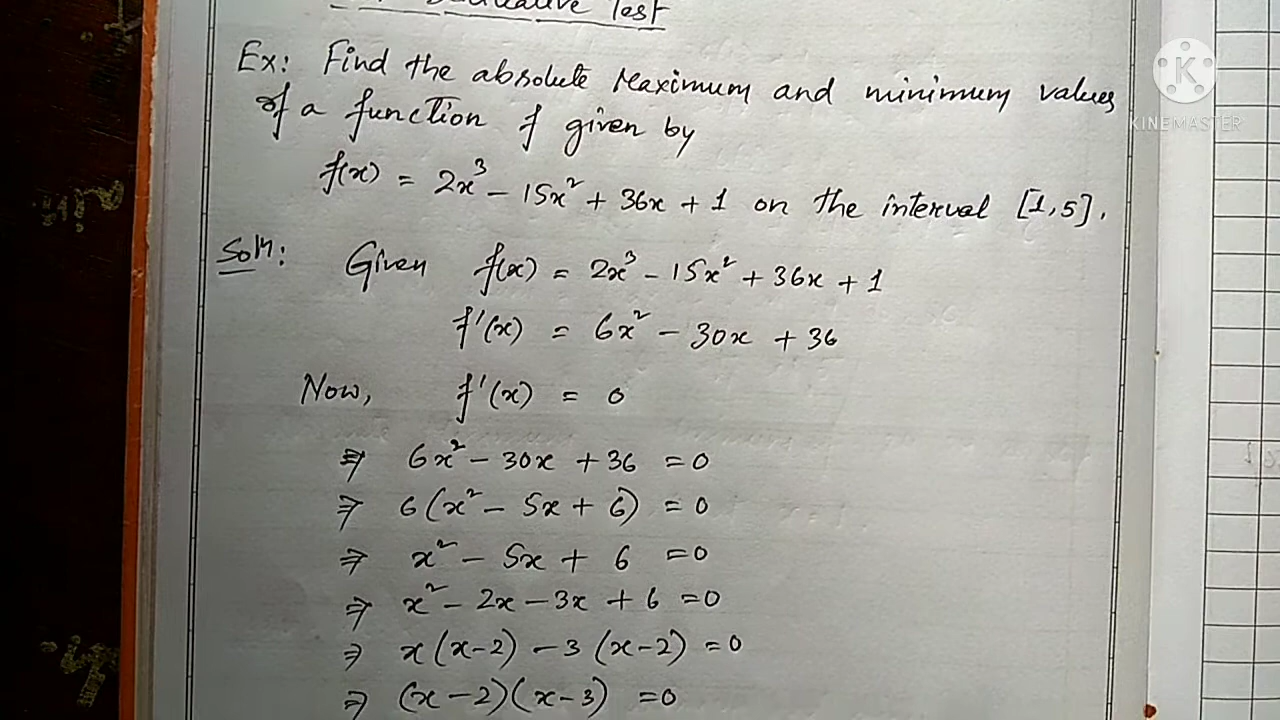 Derivative Test
Ex: Find the absolute Maximum and minimum values
of a function f given by
f(x) = 2x³ - 15x² + 36x + 1 on the interval [1,5].
Soln: Given f(x) = 2x³ - 15x² + 36x + 1
f'(x) = 6x² - 30x + 36
Now, f'(x) = 0
⇒ 6x² - 30x + 36 = 0
⇒ 6(x² - 5x + 6) = 0
⇒ x² - 5x + 6 = 0
⇒ x² - 2x - 3x + 6 = 0
⇒ x(x-2) - 3(x-2) = 0
⇒ (x-2)(x-3) = 0
K
KINEMASTER